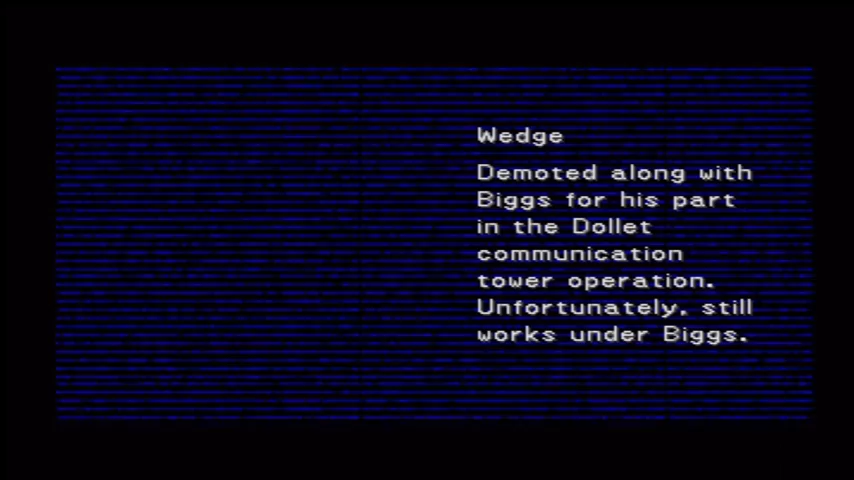 Wedge
Demoted along with
Biggs for his part
in the Dollet
communication
tower operation.
Unfortunately, still
works under Biggs.